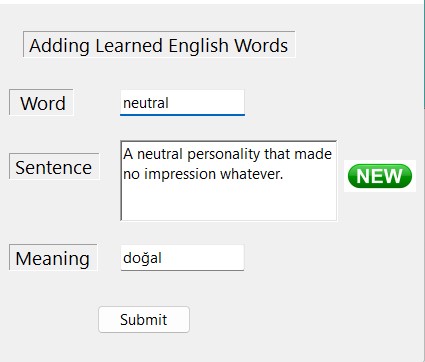 Adding Learned English Words
Word
neutral
Sentence
A neutral personality that made
no impression whatever.
NEW
Meaning
doğal
Submit